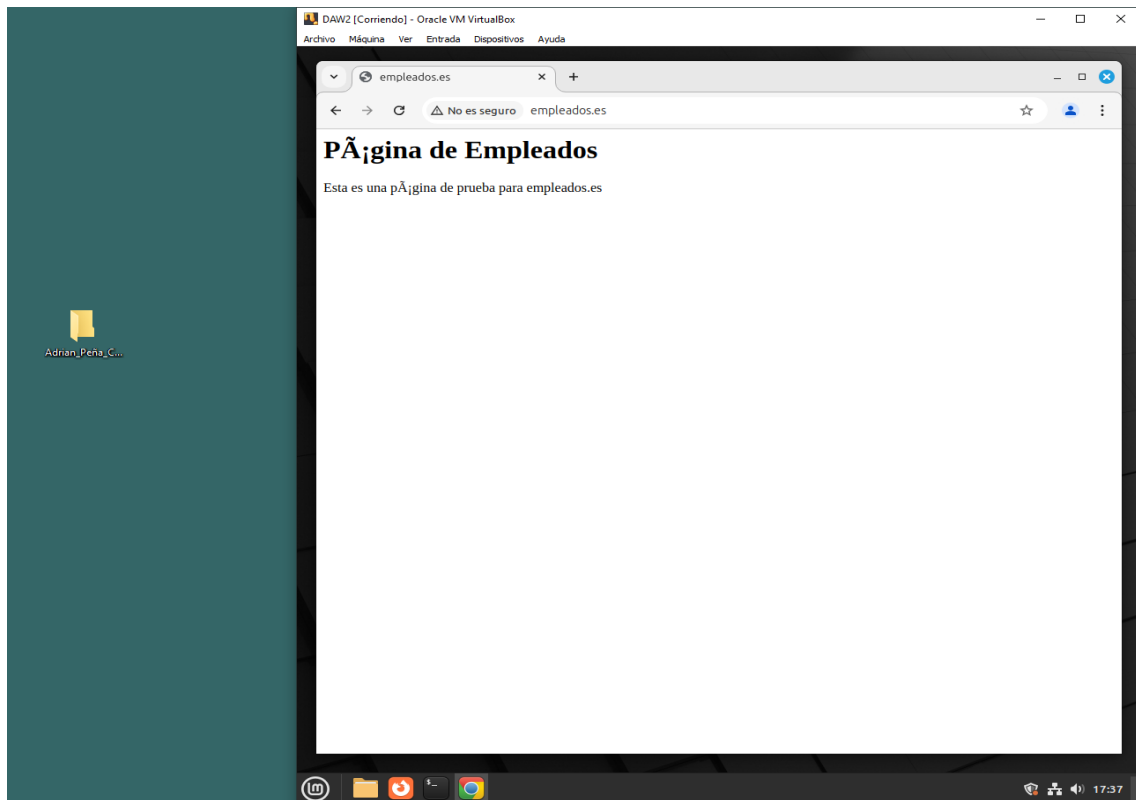 DAW2 [Corriendo] - Oracle VM VirtualBox
Archivo Máquina Ver Entrada Dispositivos Ayuda
empleados.es
No es seguro empleados.es
PÃ¡gina de Empleados
Esta es una pÃ¡gina de prueba para empleados.es
Adrian_Peña_C...
17:37